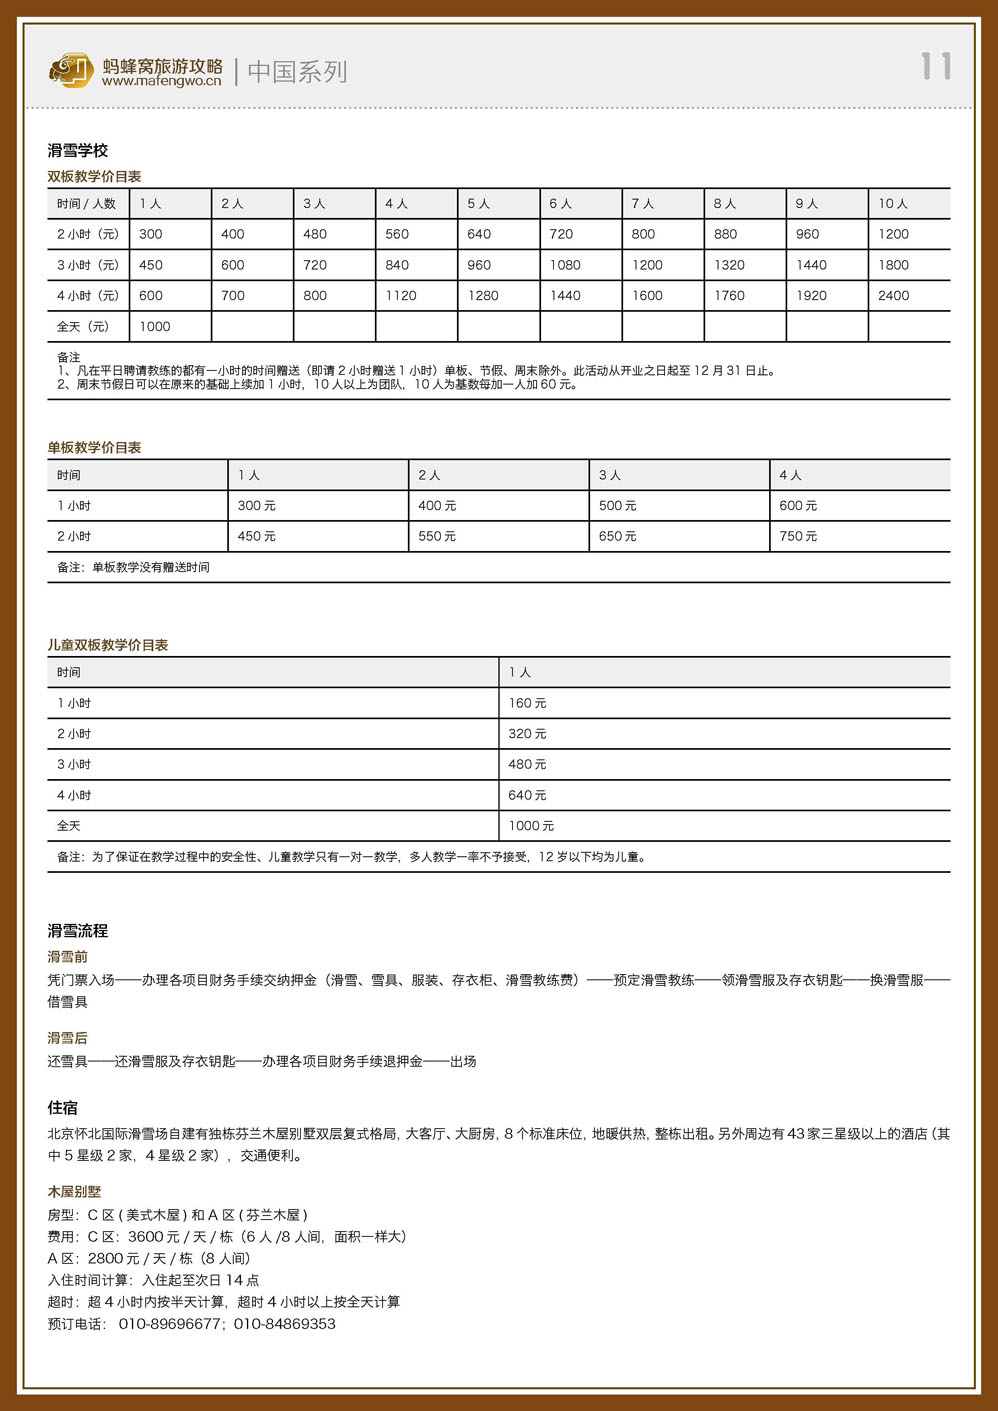 蚂蜂窝旅游攻略 中国系列 11
www.mafengwo.cn
滑雪学校
双板教学价目表
时间 / 人数 1 人 2 人 3 人 4 人 5 人 6 人 7 人 8 人 9 人 10 人
2 小时（元） 300 400 480 560 640 720 800 880 960 1200
3 小时（元） 450 600 720 840 960 1080 1200 1320 1440 1800
4 小时（元） 600 700 800 1120 1280 1440 1600 1760 1920 2400
全天（元） 1000
备注
1、凡在平日聘请教练的都有一小时的时间赠送（即请 2 小时赠送 1 小时）单板、节假、周末除外。此活动从开业之日起至 12 月 31 日止。
2、周末节假日可以在原来的基础上续加 1 小时，10 人以上为团队，10 人为基数每加一人加 60 元。
单板教学价目表
时间 1 人 2 人 3 人 4 人
1 小时 300 元 400 元 500 元 600 元
2 小时 450 元 550 元 650 元 750 元
备注：单板教学没有赠送时间
儿童双板教学价目表
时间 1 人
1 小时 160 元
2 小时 320 元
3 小时 480 元
4 小时 640 元
全天 1000 元
备注：为了保证在教学过程中的安全性、儿童教学只有一对一教学，多人教学一率不予接受，12 岁以下均为儿童。
滑雪流程
滑雪前
凭门票入场——办理各项目财务手续交纳押金（滑雪、雪具、服装、存衣柜、滑雪教练费）——预定滑雪教练——领滑雪服及存衣钥匙——换滑雪服——
借雪具
滑雪后
还雪具——还滑雪服及存衣钥匙——办理各项目财务手续退押金——出场
住宿
北京怀北国际滑雪场自建有独栋芬兰木屋别墅双层复式格局，大客厅、大厨房，8 个标准床位，地暖供热，整栋出租。另外周边有 43 家三星级以上的酒店（其
中 5 星级 2 家，4 星级 2 家），交通便利。
木屋别墅
房型：C 区 ( 美式木屋 ) 和 A 区 ( 芬兰木屋 )
费用：C 区：3600 元 / 天 / 栋（6 人 /8 人间，面积一样大）
A 区：2800 元 / 天 / 栋（8 人间）
入住时间计算：入住起至次日 14 点
超时：超 4 小时内按半天计算，超时 4 小时以上按全天计算
预订电话： 010-89696677；010-84869353